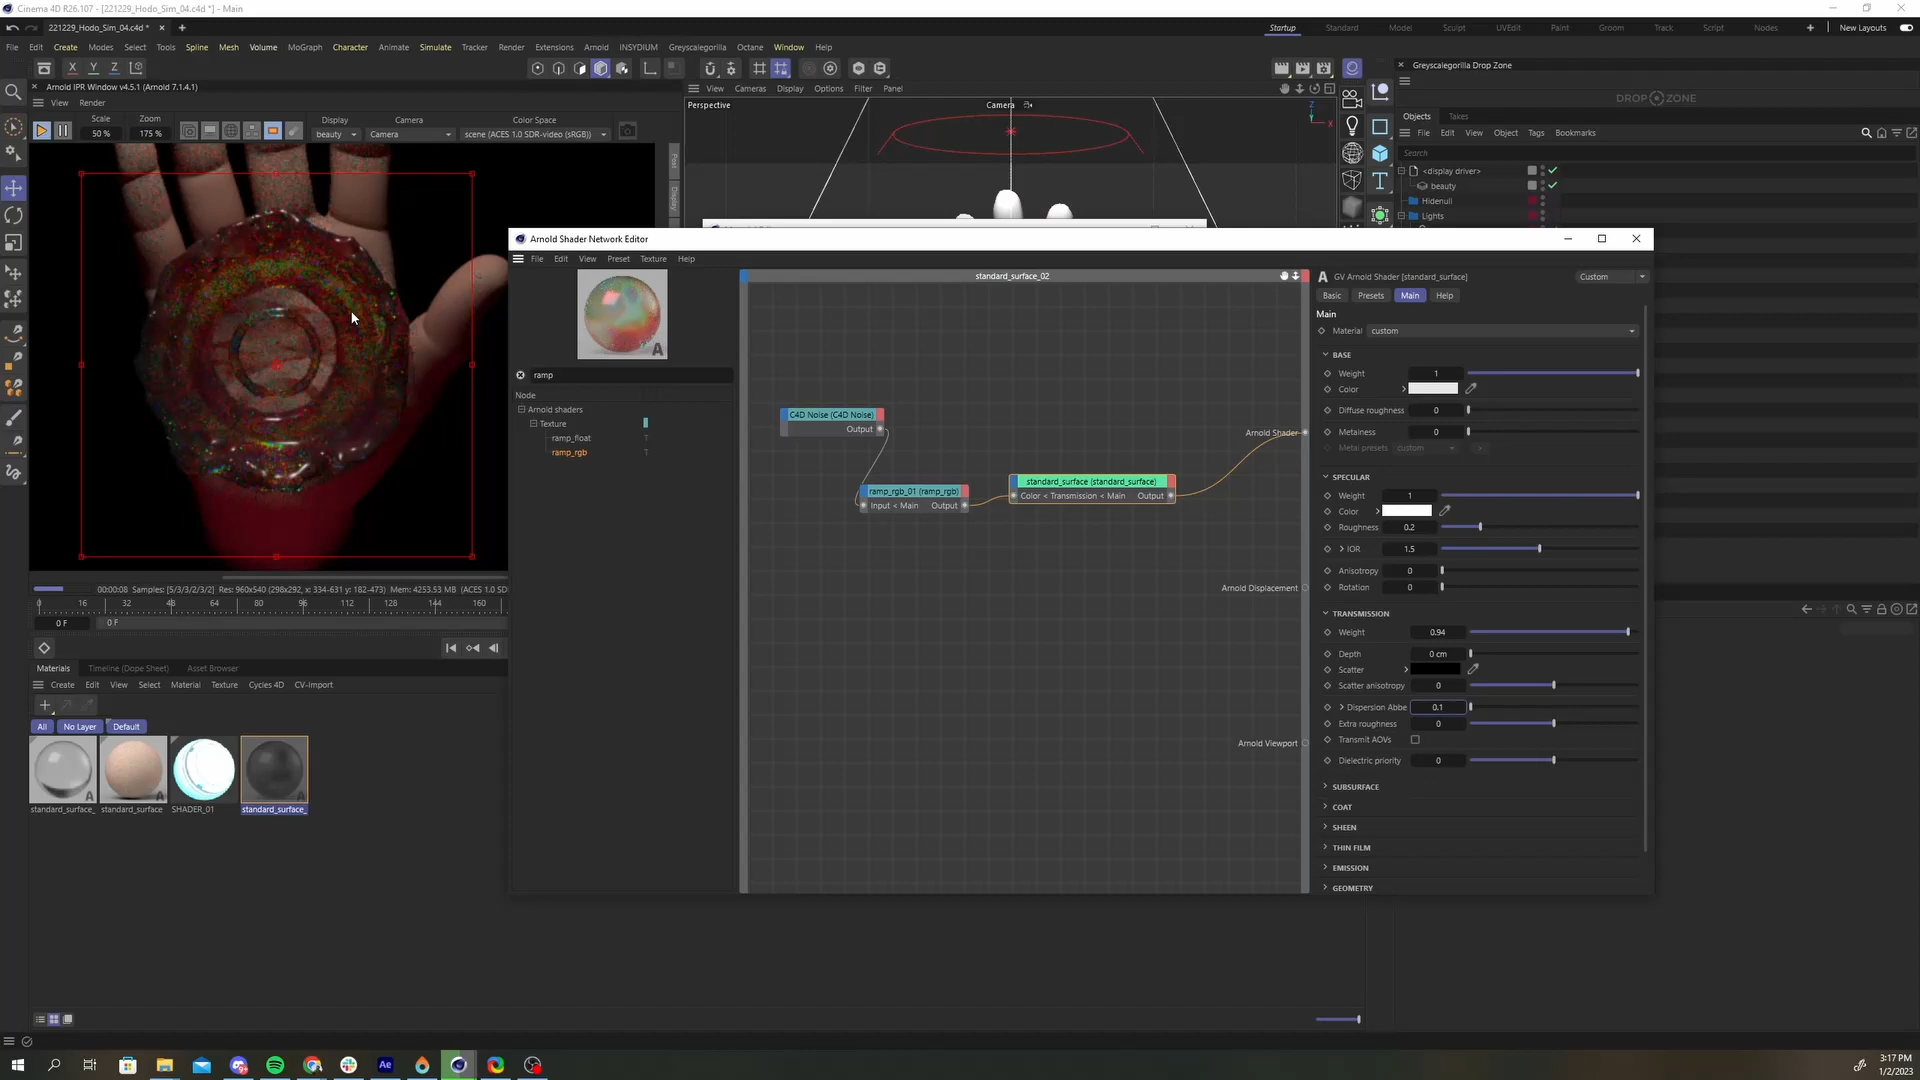 Cinema 4D R26.107 - [221229_Hodo_Sim_04.c4d *] - Main
221229_Hodo_Sim_04.c4d *
Startup Standard Model Sculpt UVEdit Paint Groom Track Script Nodes New Layouts
File Edit Create Modes Select Tools Spline Mesh Volume MoGraph Character Animate Simulate Tracker Render Extensions Arnold INSYDIUM Greyscalegorilla Octane Window Help
X Y Z
Arnold IPR Window v4.5.1 (Arnold 7.1.4.1)
View Render
Scale Zoom Display Camera Color Space
50 % 175 % beauty Camera scene (ACES 1.0 SDR-video (sRGB))
View Cameras Display Options Filter Panel
Perspective
Camera
Z
X
Greyscalegorilla Drop Zone
DROP ZONE
Objects Takes
File Edit View Object Tags Bookmarks
Search
<display driver>
beauty
Hidenull
Lights
Arnold Shader Network Editor
File Edit View Preset Texture Help
A
ramp
Node
Arnold shaders
Texture
ramp_float T
ramp_rgb T
standard_surface_02
C4D Noise (C4D Noise)
Output
ramp_rgb_01 (ramp_rgb)
Input < Main Output
standard_surface (standard_surface)
Color < Transmission < Main Output
Arnold Shader
Arnold Displacement
Arnold Viewport
GV Arnold Shader [standard_surface]
Custom
Basic Presets Main Help
Main
Material custom
BASE
Weight 1
Color
Diffuse roughness 0
Metalness 0
Metal presets custom
SPECULAR
Weight 1
Color
Roughness 0.2
IOR 1.5
Anisotropy 0
Rotation 0
TRANSMISSION
Weight 0.94
Depth 0 cm
Scatter
Scatter anisotropy 0
Dispersion Abbe 0.1
Extra roughness 0
Transmit AOVs
Dielectric priority 0
SUBSURFACE
COAT
SHEEN
THIN FILM
EMISSION
GEOMETRY
00:00:08 Samples: [5/3/3/2/3/2] Res: 960x540 (298x292, x: 334-631 y: 182-473) Mem: 4253.53 MB (ACES 1.0 SD
0 16 32 48 64 80 96 112 128 144 160
0 F 0 F
Materials Timeline (Dope Sheet) Asset Browser
Create Edit View Select Material Texture Cycles 4D CV-Import
All No Layer Default
standard_surface_ standard_surface SHADER_01 standard_surface_
Ae
3:17 PM
1/2/2023